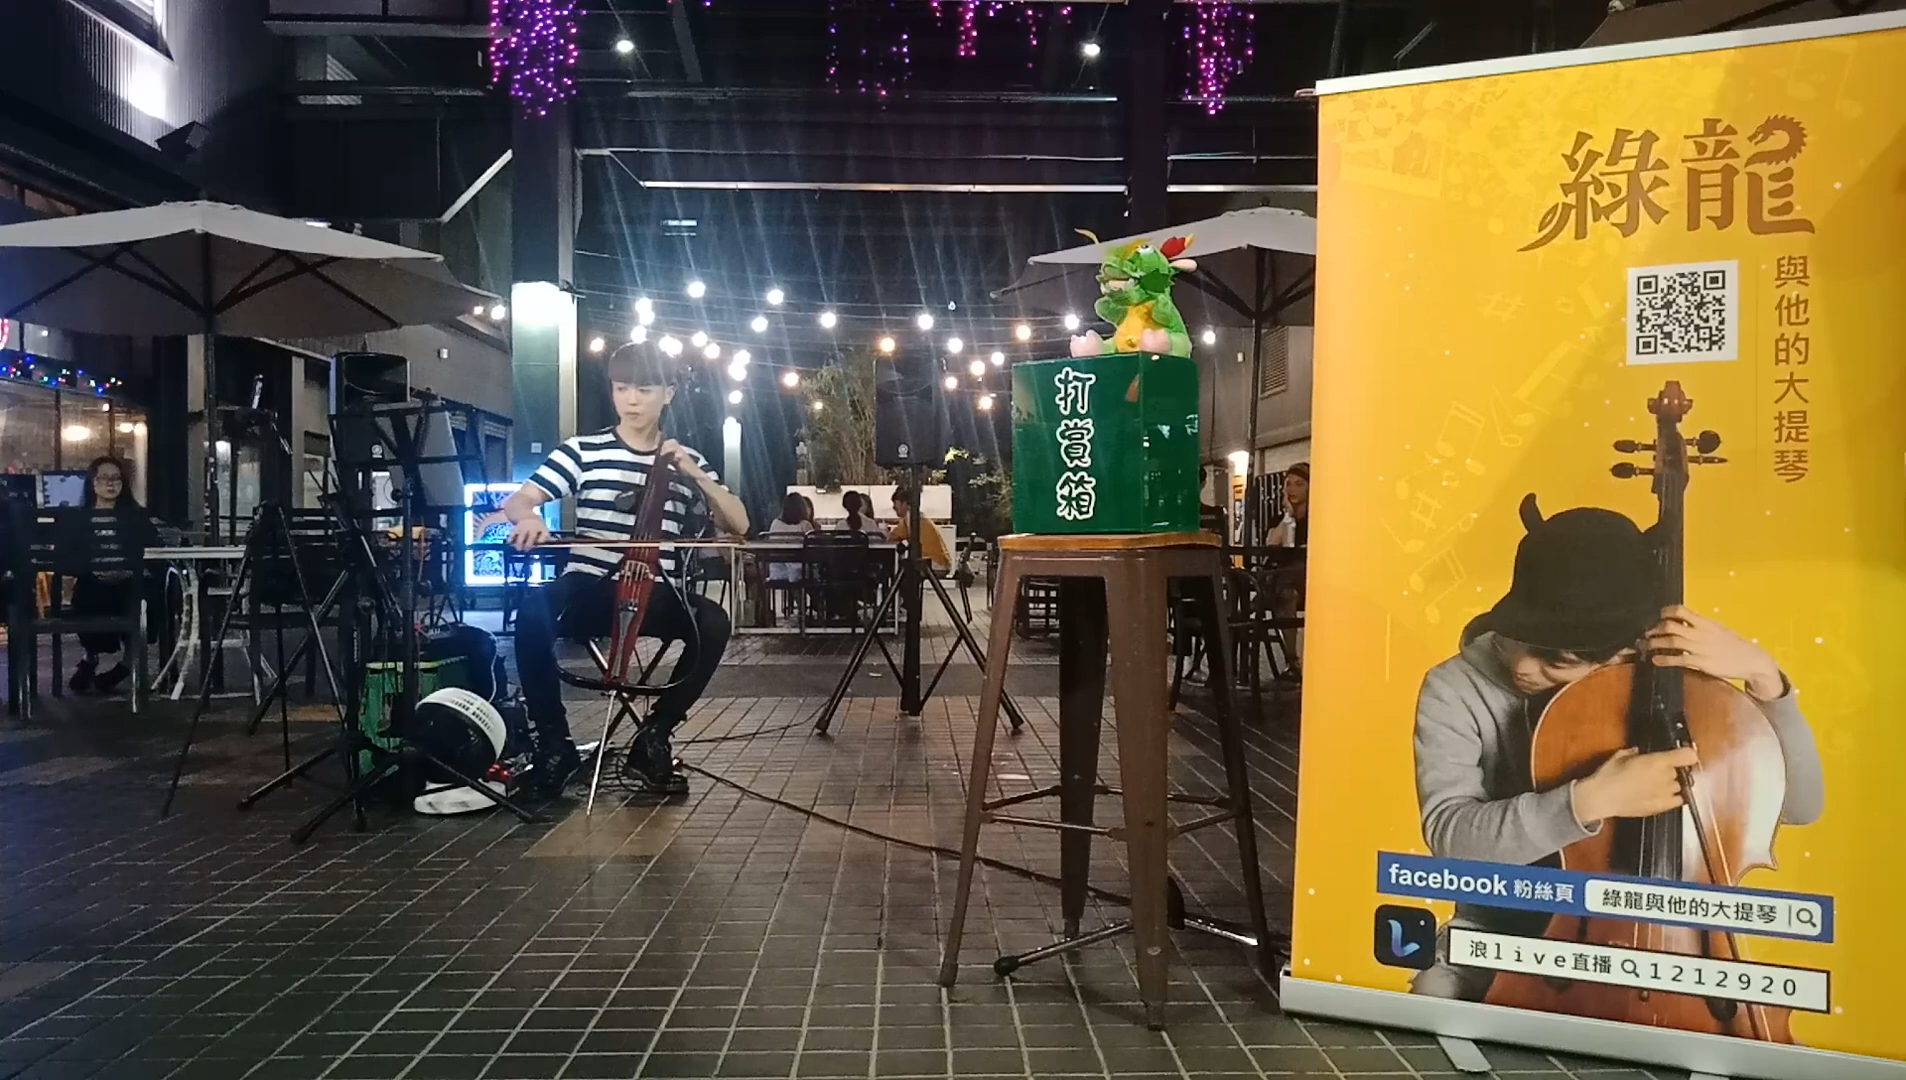 綠龍
與他的大提琴
打賞箱
facebook 粉絲頁 綠龍與他的大提琴
浪live直播 1212920